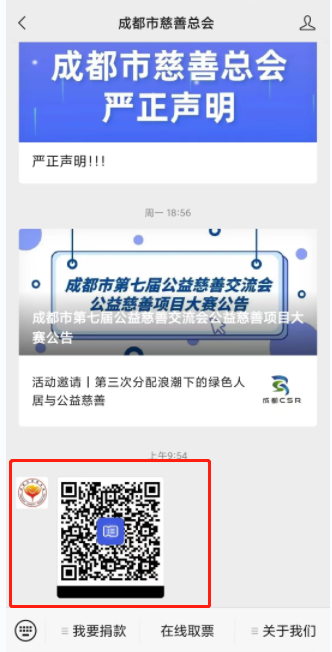 成都市慈善总会
成都市慈善总会
严正声明
严正声明!!!
周一 18:56
成都市第七届公益慈善交流会
公益慈善项目大赛公告
成都市第七届公益慈善交流会公益慈善项目大
赛公告
活动邀请丨第三次分配浪潮下的绿色人
居与公益慈善
成都CSR
上午9:54
我要捐款
在线取票
关于我们